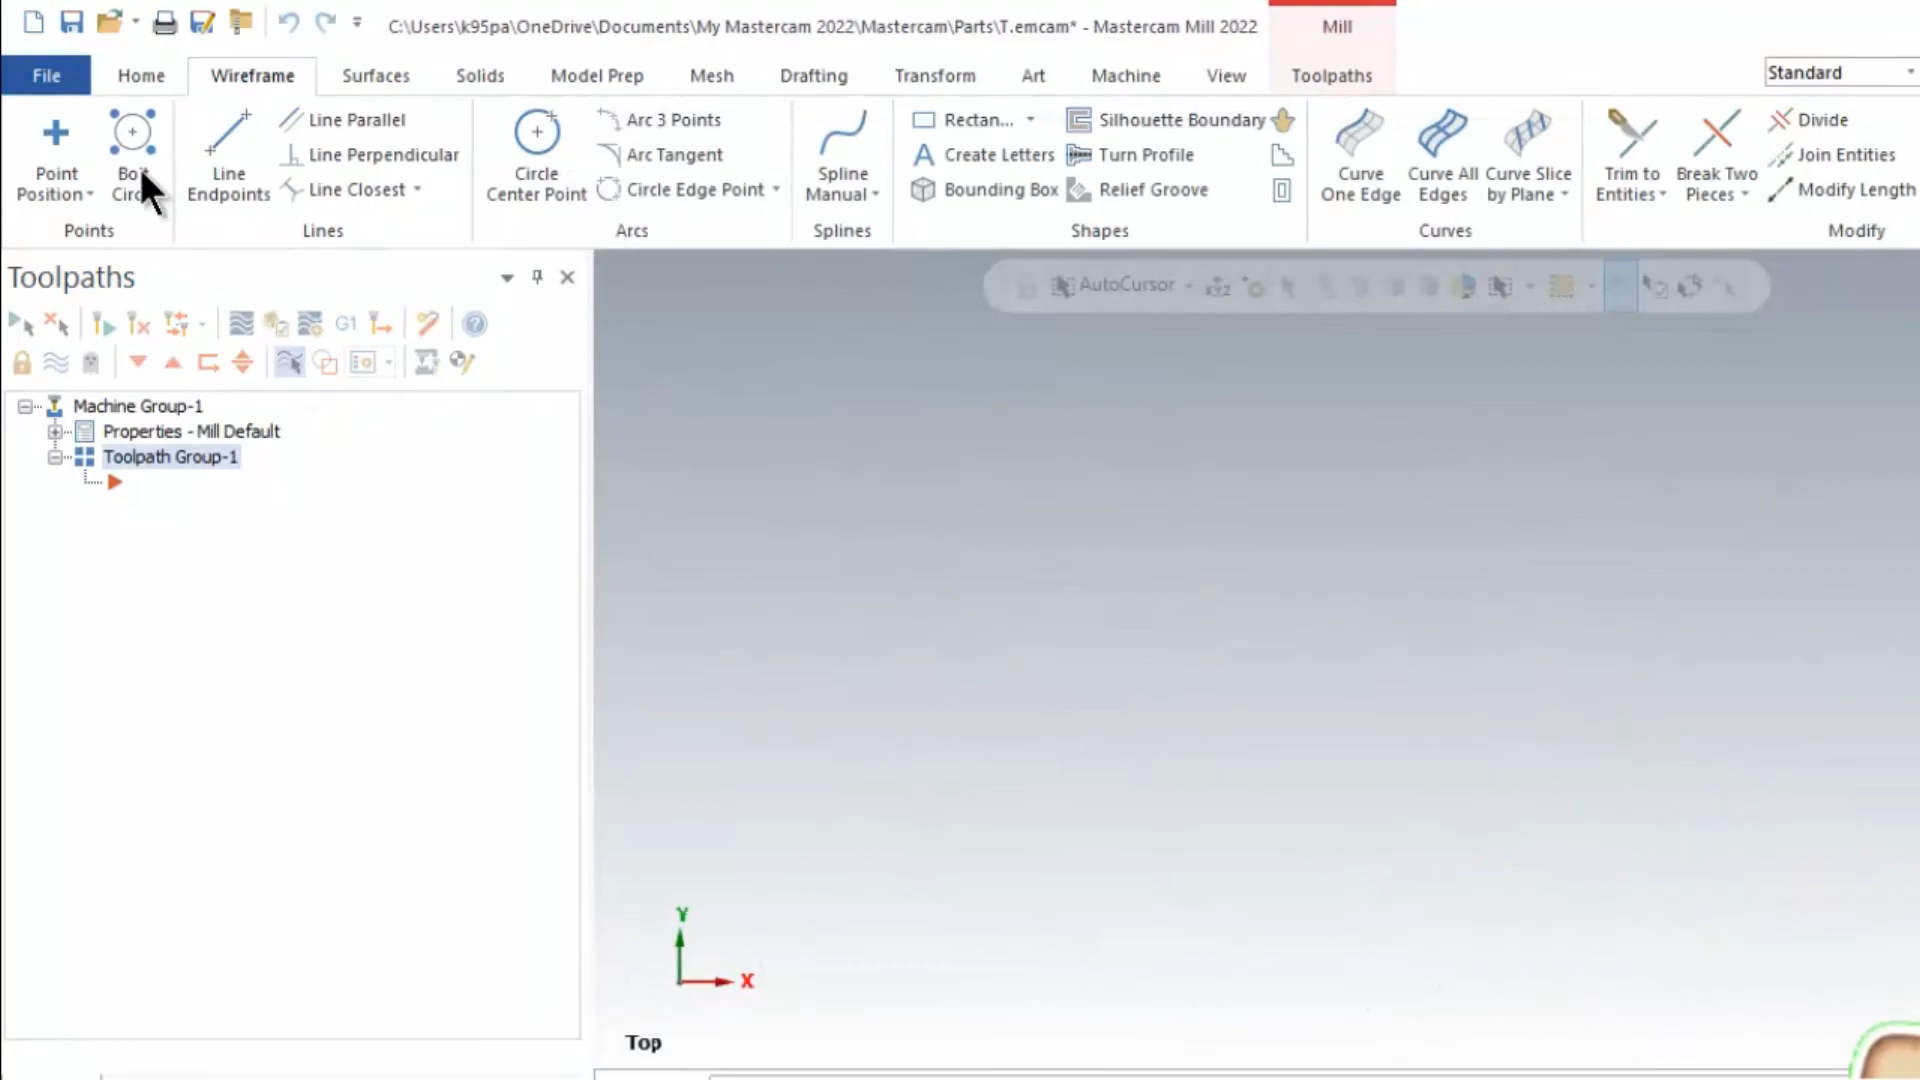 C:\Users\k95pa\OneDrive\Documents\My Mastercam 2022\Mastercam\Parts\T.emcam* - Mastercam Mill 2022
Mill
File Home Wireframe Surfaces Solids Model Prep Mesh Drafting Transform Art Machine View Toolpaths
Standard
Point Position
Line Endpoints
Line Parallel
Line Perpendicular
Line Closest
Circle Center Point
Arc 3 Points
Arc Tangent
Circle Edge Point
Spline Manual
Rectan...
Create Letters
Bounding Box
Silhouette Boundary
Turn Profile
Relief Groove
Curve One Edge
Curve All Edges
Curve Slice by Plane
Trim to Entities
Break Two Pieces
Divide
Join Entities
Modify Length
Points Lines Arcs Splines Shapes Curves Modify
Toolpaths
AutoCursor
G1
Machine Group-1
Properties - Mill Default
Toolpath Group-1
Y
X
Top